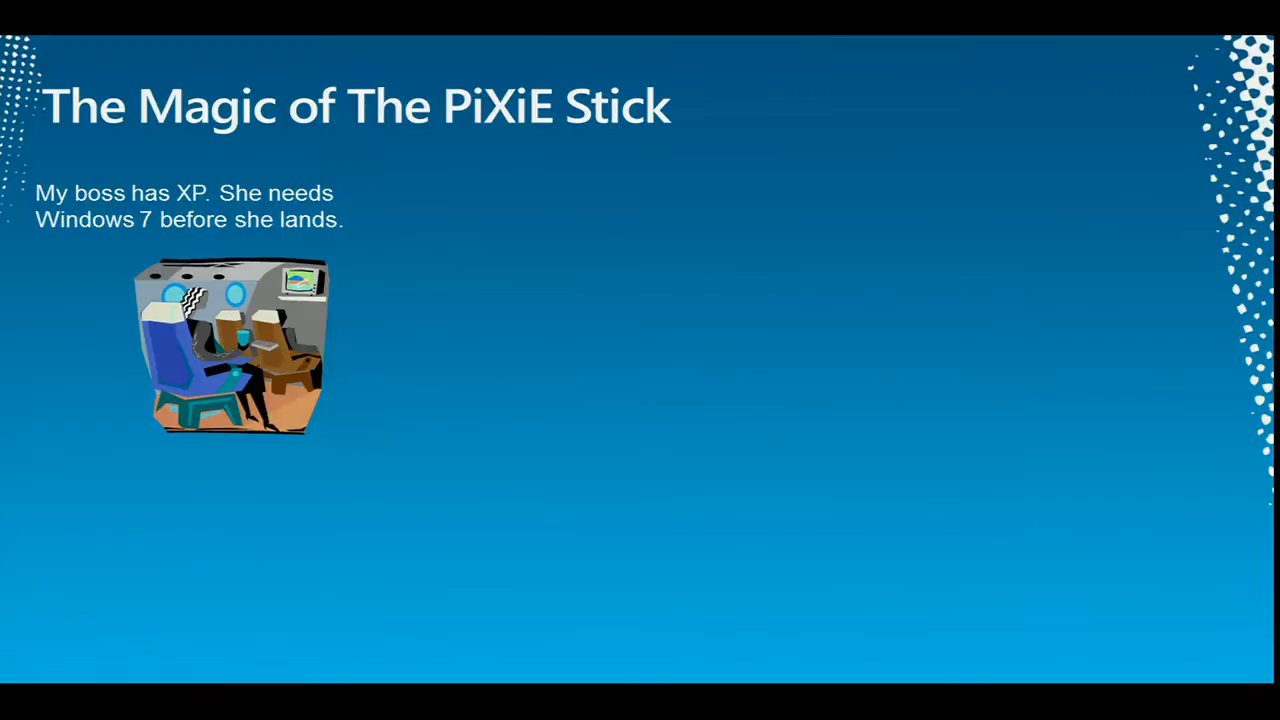 The Magic of The PiXiE Stick
My boss has XP. She needs
Windows 7 before she lands.